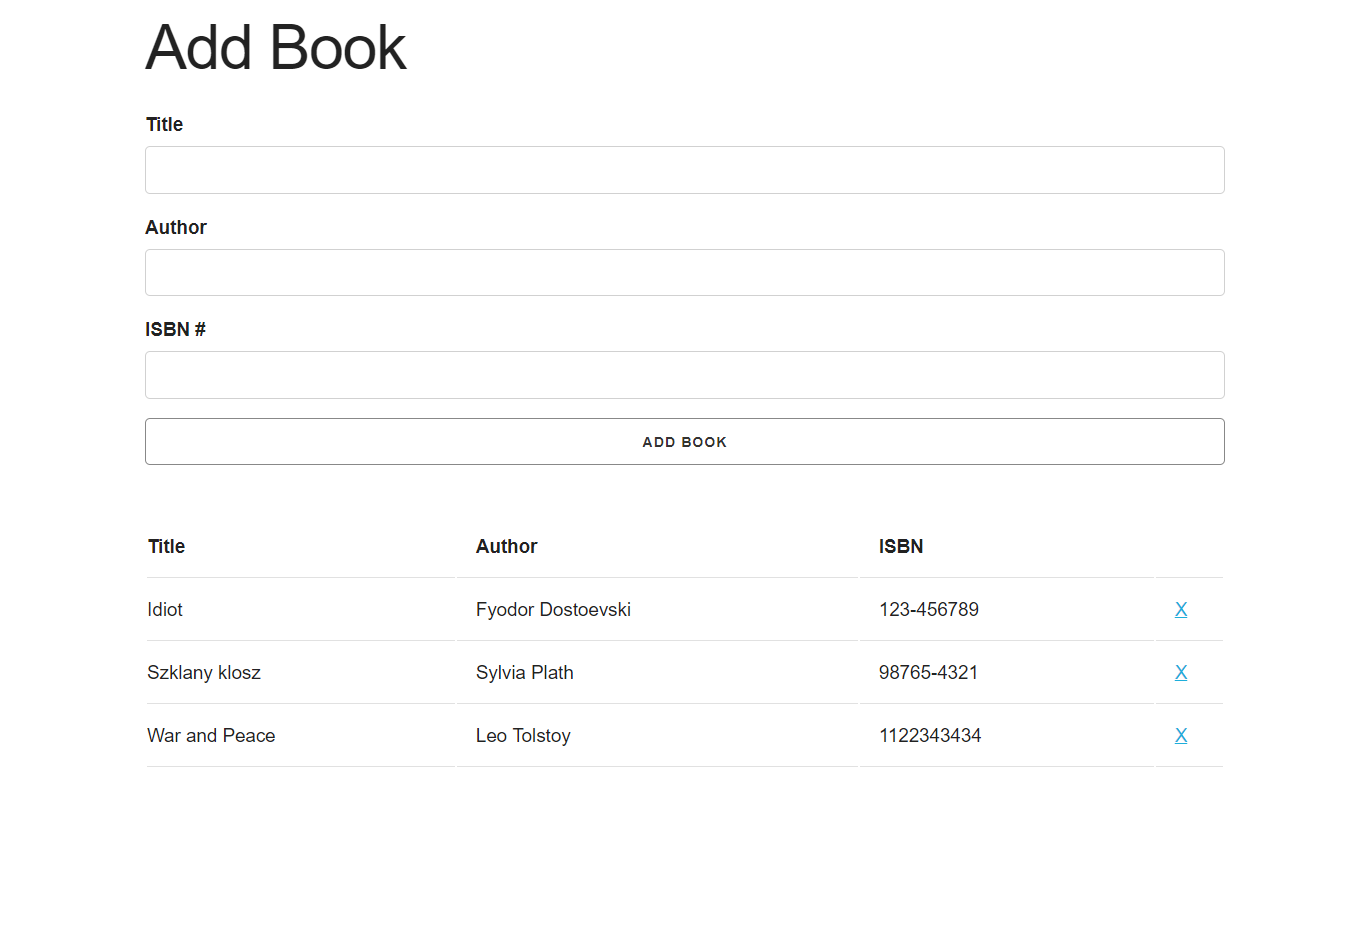 Add Book
Title
Author
ISBN #
ADD BOOK
Title Author ISBN
Idiot Fyodor Dostoevski 123-456789 X
Szklany klosz Sylvia Plath 98765-4321 X
War and Peace Leo Tolstoy 1122343434 X